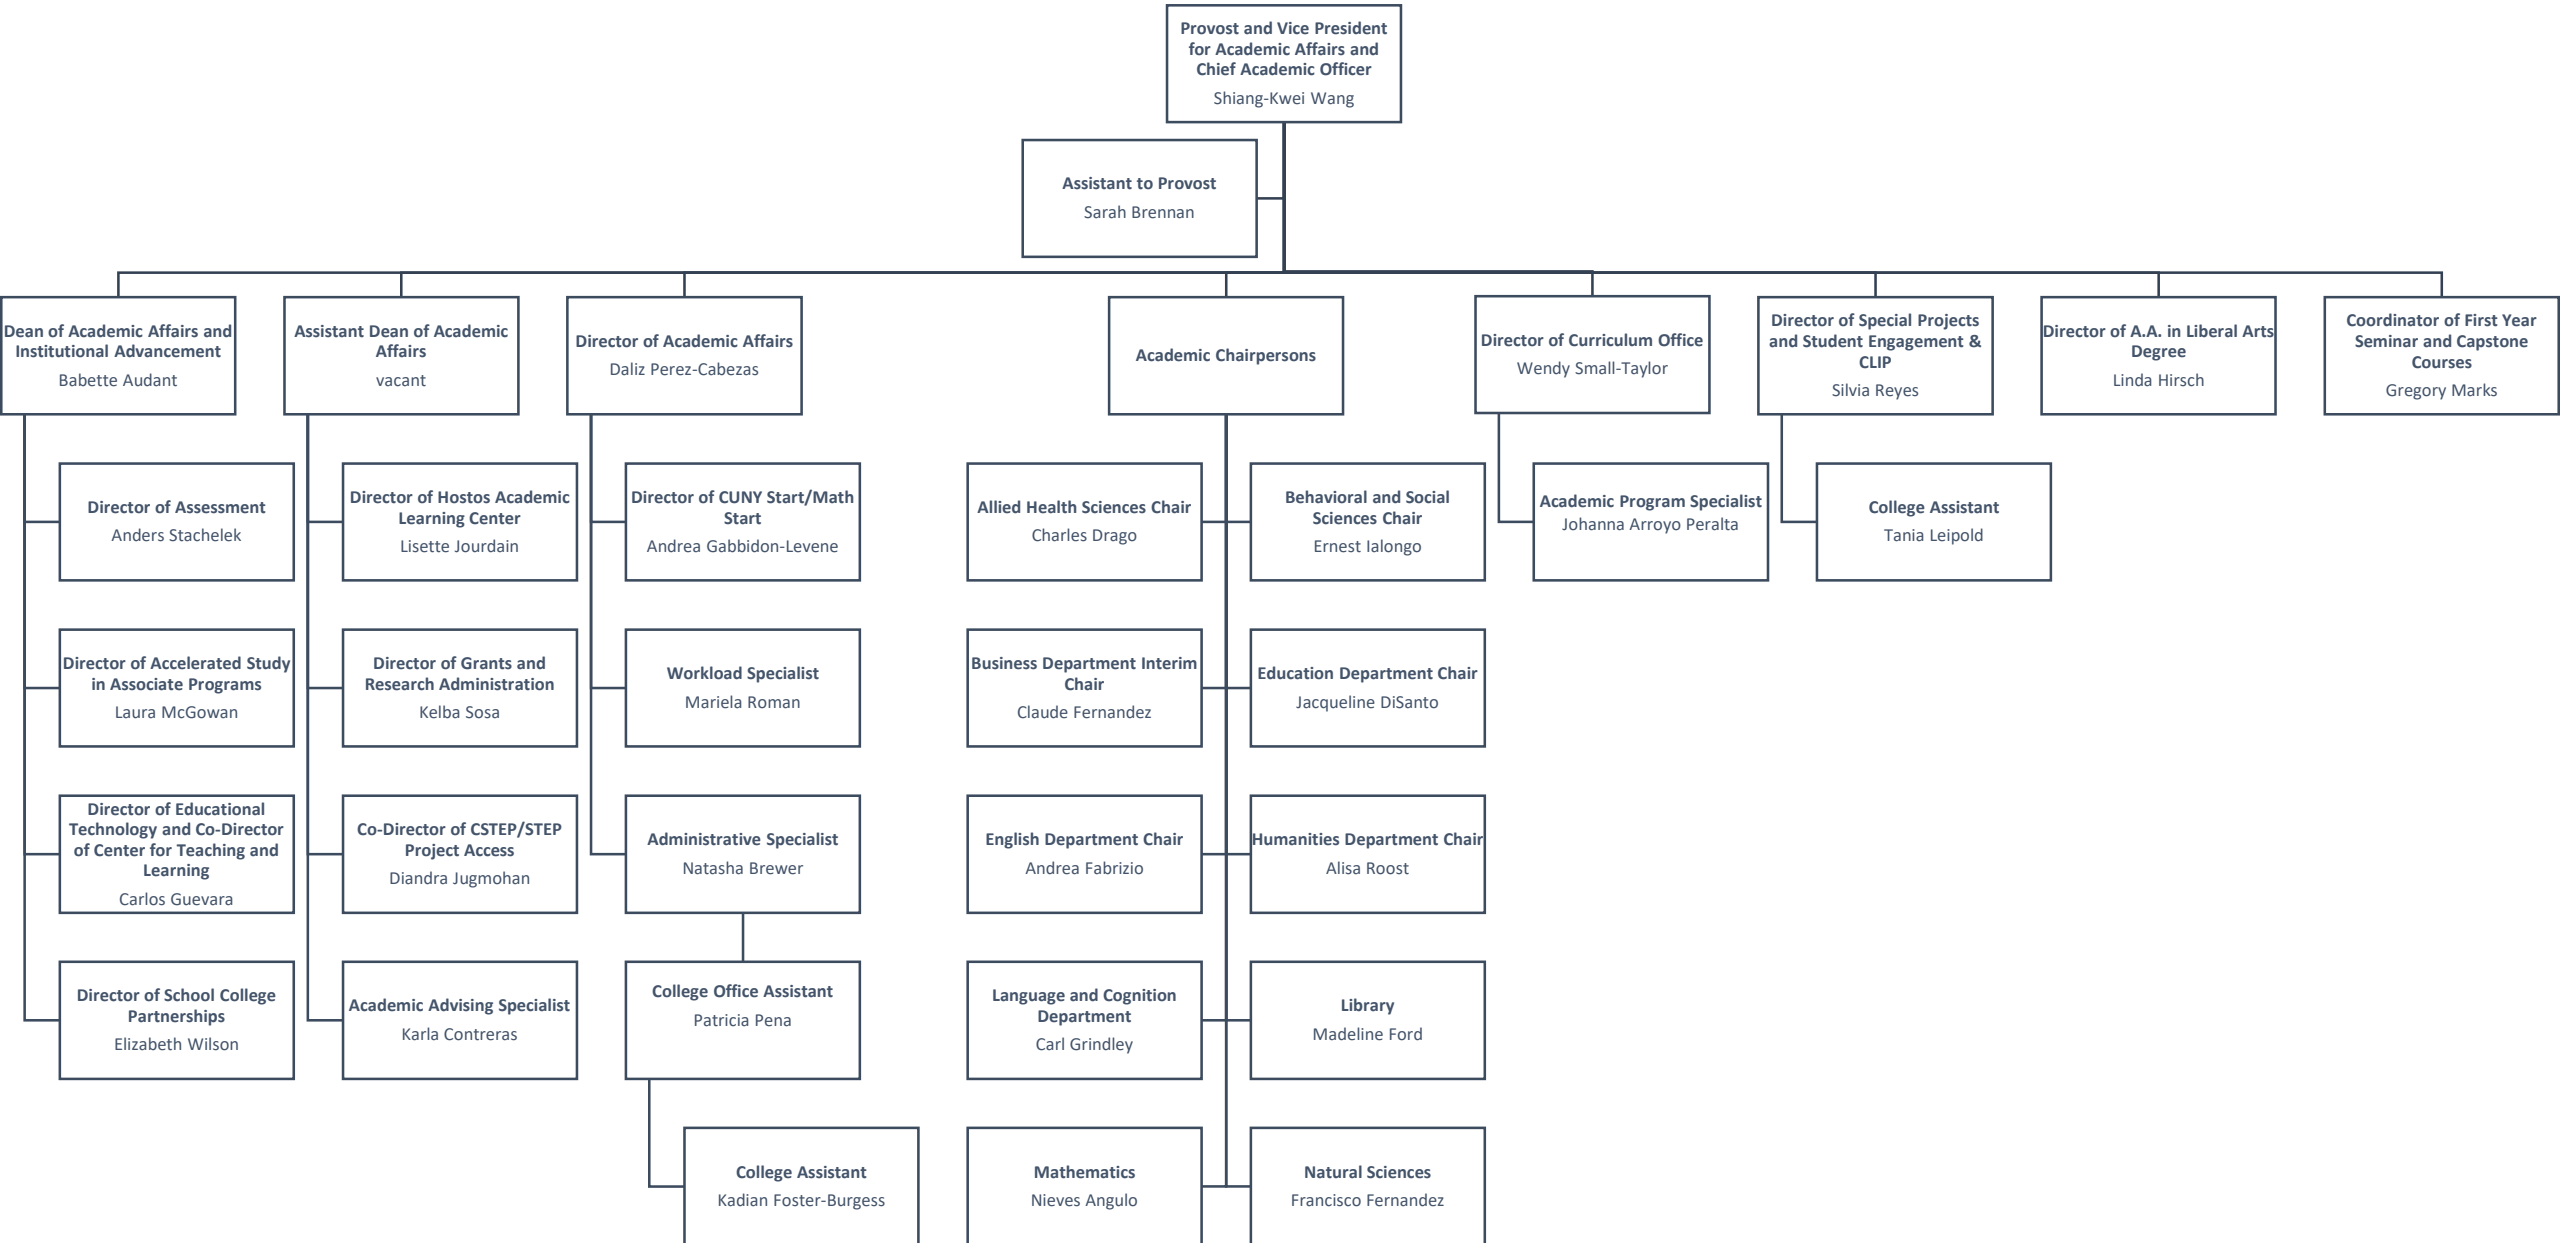 Provost and Vice President
for Academic Affairs and
Chief Academic Officer
Shiang-Kwei Wang
Assistant to Provost
Sarah Brennan
Dean of Academic Affairs and
Institutional Advancement
Babette Audant
Assistant Dean of Academic
Affairs
vacant
Director of Academic Affairs
Daliz Perez-Cabezas
Academic Chairpersons
Director of Curriculum Office
Wendy Small-Taylor
Director of Special Projects
and Student Engagement &
CLIP
Silvia Reyes
Director of A.A. in Liberal Arts
Degree
Linda Hirsch
Coordinator of First Year
Seminar and Capstone
Courses
Gregory Marks
Director of Assessment
Anders Stachelek
Director of Hostos Academic
Learning Center
Lisette Jourdain
Director of CUNY Start/Math
Start
Andrea Gabbidon-Levene
Allied Health Sciences Chair
Charles Drago
Behavioral and Social
Sciences Chair
Ernest Ialongo
Academic Program Specialist
Johanna Arroyo Peralta
College Assistant
Tania Leipold
Director of Accelerated Study
in Associate Programs
Laura McGowan
Director of Grants and
Research Administration
Kelba Sosa
Workload Specialist
Mariela Roman
Business Department Interim
Chair
Claude Fernandez
Education Department Chair
Jacqueline DiSanto
Director of Educational
Technology and Co-Director
of Center for Teaching and
Learning
Carlos Guevara
Co-Director of CSTEP/STEP
Project Access
Diandra Jugmohan
Administrative Specialist
Natasha Brewer
English Department Chair
Andrea Fabrizio
Humanities Department Chair
Alisa Roost
Director of School College
Partnerships
Elizabeth Wilson
Academic Advising Specialist
Karla Contreras
College Office Assistant
Patricia Pena
Language and Cognition
Department
Carl Grindley
Library
Madeline Ford
College Assistant
Kadian Foster-Burgess
Mathematics
Nieves Angulo
Natural Sciences
Francisco Fernandez